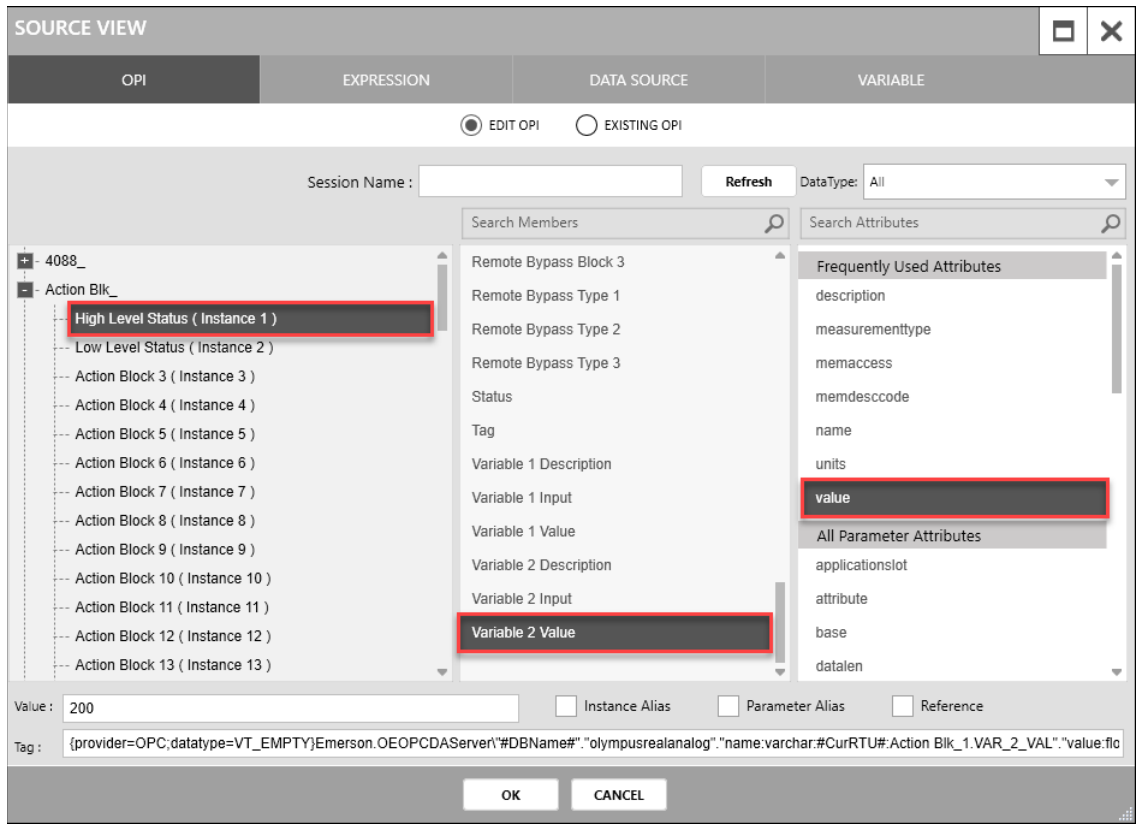 SOURCE VIEW
OPI EXPRESSION DATA SOURCE VARIABLE
EDIT OPI EXISTING OPI
Session Name : Refresh DataType: All
Search Members Search Attributes
4088_
Action Blk_
High Level Status ( Instance 1 )
Low Level Status ( Instance 2 )
Action Block 3 ( Instance 3 )
Action Block 4 ( Instance 4 )
Action Block 5 ( Instance 5 )
Action Block 6 ( Instance 6 )
Action Block 7 ( Instance 7 )
Action Block 8 ( Instance 8 )
Action Block 9 ( Instance 9 )
Action Block 10 ( Instance 10 )
Action Block 11 ( Instance 11 )
Action Block 12 ( Instance 12 )
Action Block 13 ( Instance 13 )
Remote Bypass Block 3
Remote Bypass Type 1
Remote Bypass Type 2
Remote Bypass Type 3
Status
Tag
Variable 1 Description
Variable 1 Input
Variable 1 Value
Variable 2 Description
Variable 2 Input
Variable 2 Value
Frequently Used Attributes
description
measurementtype
memaccess
memdesccode
name
units
value
All Parameter Attributes
applicationslot
attribute
base
datalen
Value : 200 Instance Alias Parameter Alias Reference
Tag : {provider=OPC;datatype=VT_EMPTY}Emerson.OEOPCDAServer\"#DBName#"."olympusrealanalog"."name:varchar:#CurRTU#:Action Blk_1.VAR_2_VAL"."value:flo
OK CANCEL